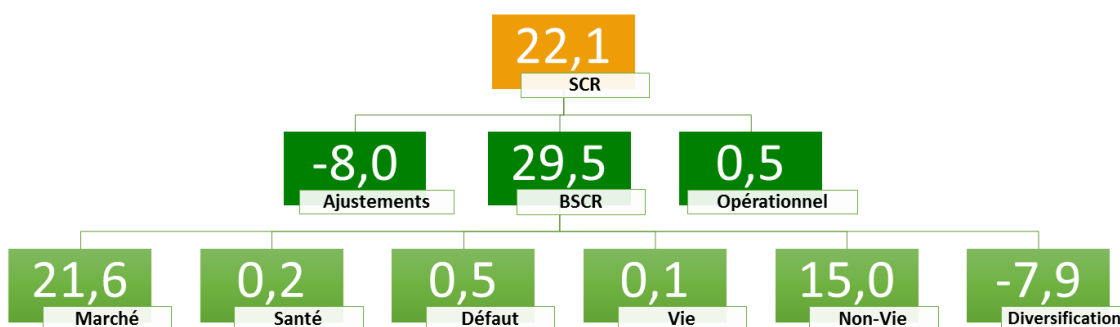 22,1
SCR
-8,0
Ajustements
29,5
BSCR
0,5
Opérationnel
21,6
Marché
0,2
Santé
0,5
Défaut
0,1
Vie
15,0
Non-Vie
-7,9
Diversification